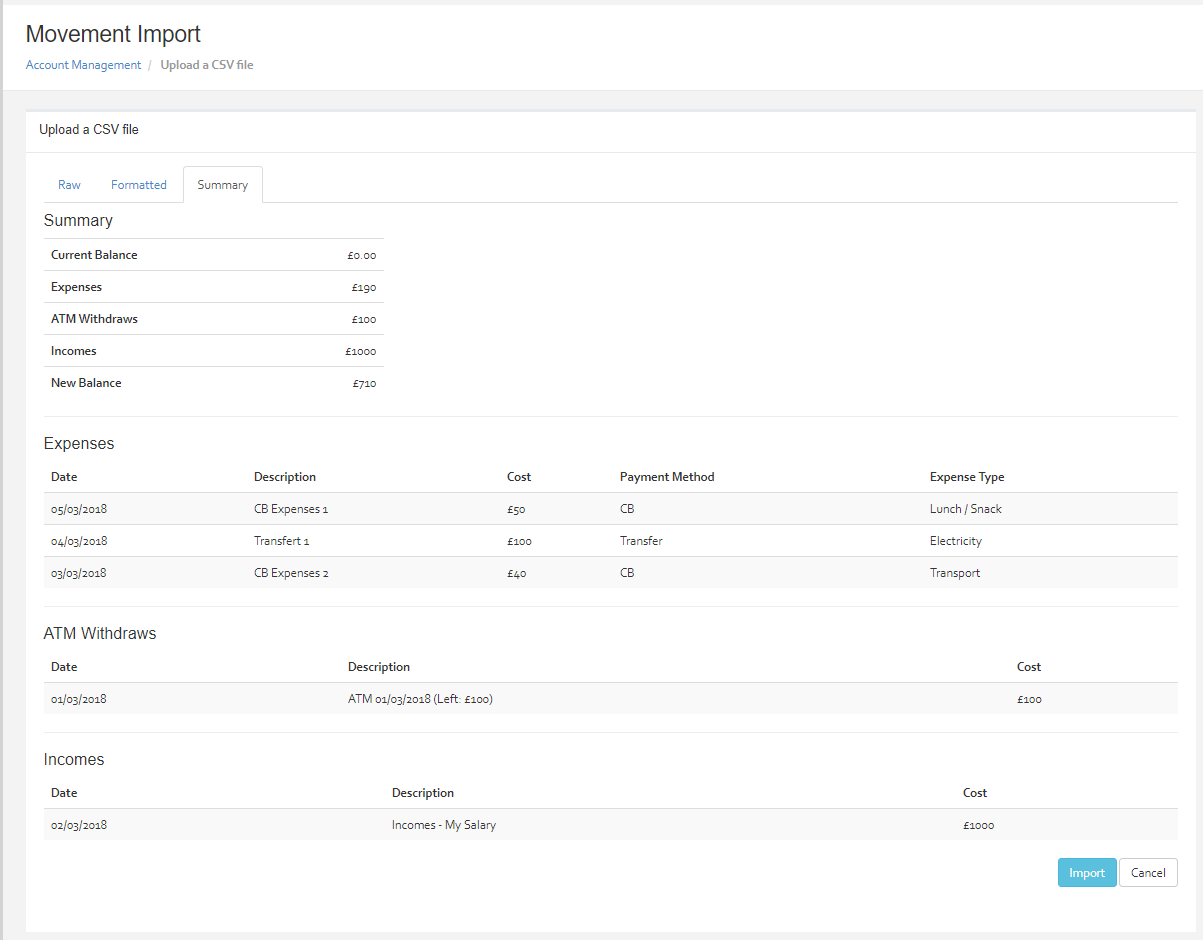 Movement Import
Account Management / Upload a CSV file
Upload a CSV file
Raw Formatted Summary
Summary
Current Balance £0.00
Expenses £190
ATM Withdraws £100
Incomes £1000
New Balance £710
Expenses
Date Description Cost Payment Method Expense Type
05/03/2018 CB Expenses 1 £50 CB Lunch / Snack
04/03/2018 Transfert 1 £100 Transfer Electricity
03/03/2018 CB Expenses 2 £40 CB Transport
ATM Withdraws
Date Description Cost
01/03/2018 ATM 01/03/2018 (Left: £100) £100
Incomes
Date Description Cost
02/03/2018 Incomes - My Salary £1000
Import Cancel